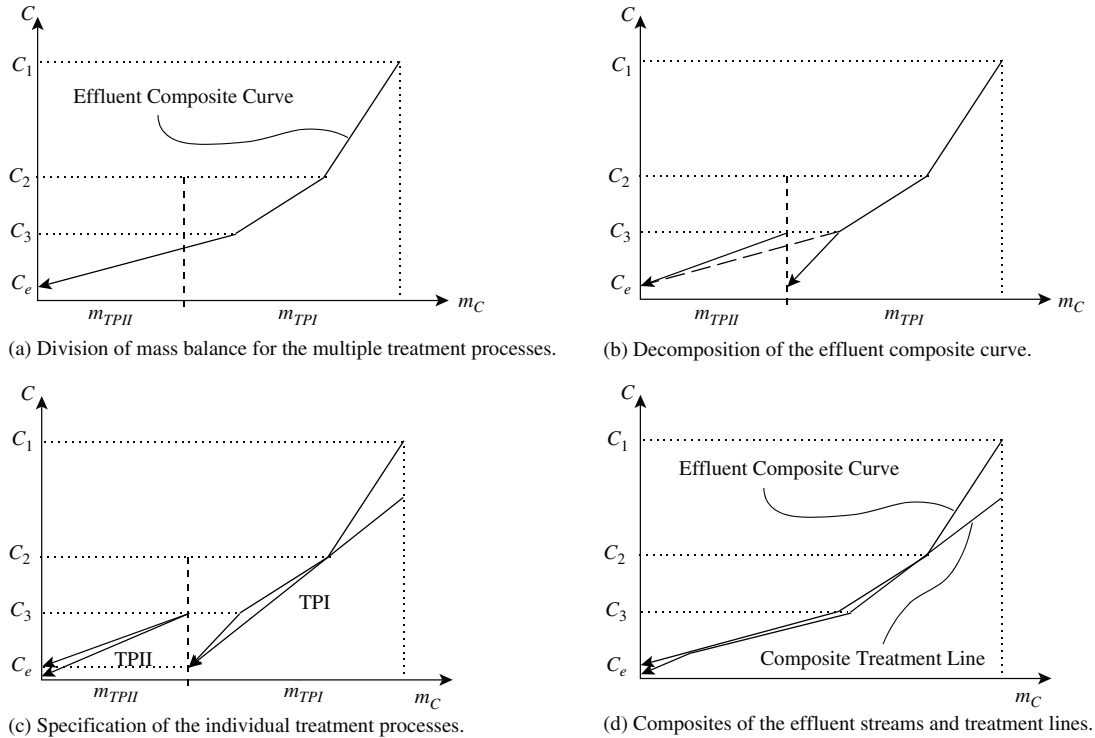 C
C1
Effluent Composite Curve
C2
C3
Ce
mC
mTPII
mTPI
(a) Division of mass balance for the multiple treatment processes.
C
C1
C2
C3
Ce
mC
mTPII
mTPI
(b) Decomposition of the effluent composite curve.
C
C1
C2
TPI
C3
TPII
Ce
mTPII
mTPI
mC
(c) Specification of the individual treatment processes.
C
C1
Effluent Composite Curve
C2
C3
Composite Treatment Line
Ce
mC
(d) Composites of the effluent streams and treatment lines.